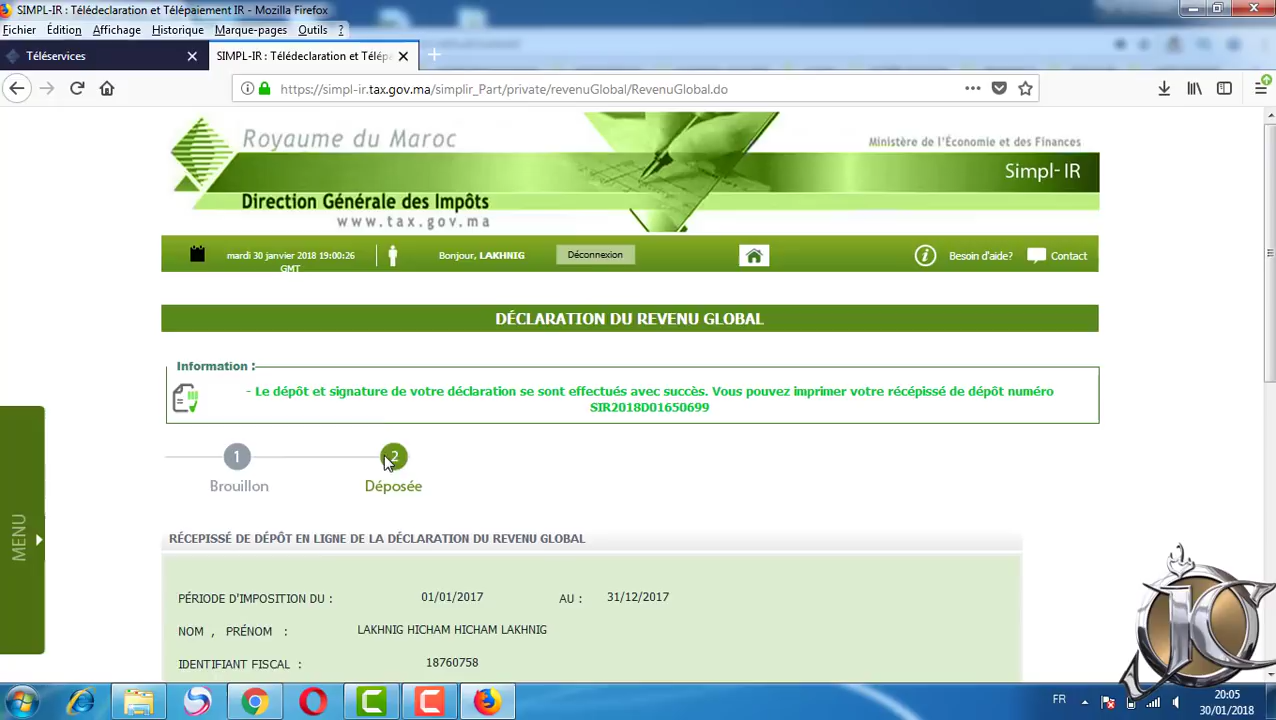 SIMPL-IR : Télédeclaration et Télépaiement IR - Mozilla Firefox
Fichier Édition Affichage Historique Marque-pages Outils ?
Téléservices
SIMPL-IR : Télédeclaration et Télépa
https://simpl-ir.tax.gov.ma/simplir_Part/private/revenuGlobal/RevenuGlobal.do
Royaume du Maroc
Ministère de l'Économie et des Finances
Simpl-IR
Direction Générale des Impôts
www.tax.gov.ma
mardi 30 janvier 2018 19:00:26
GMT
Bonjour, LAKHNIG
Déconnexion
Besoin d'aide?
Contact
DÉCLARATION DU REVENU GLOBAL
Information :
- Le dépôt et signature de votre déclaration se sont effectués avec succès. Vous pouvez imprimer votre récépissé de dépôt numéro
SIR2018D01650699
1 2
Brouillon Déposée
MENU
RÉCEPISSÉ DE DÉPÔT EN LIGNE DE LA DÉCLARATION DU REVENU GLOBAL
PÉRIODE D'IMPOSITION DU : 01/01/2017 AU : 31/12/2017
NOM , PRÉNOM : LAKHNIG HICHAM HICHAM LAKHNIG
IDENTIFIANT FISCAL : 18760758
FR
20:05
30/01/2018